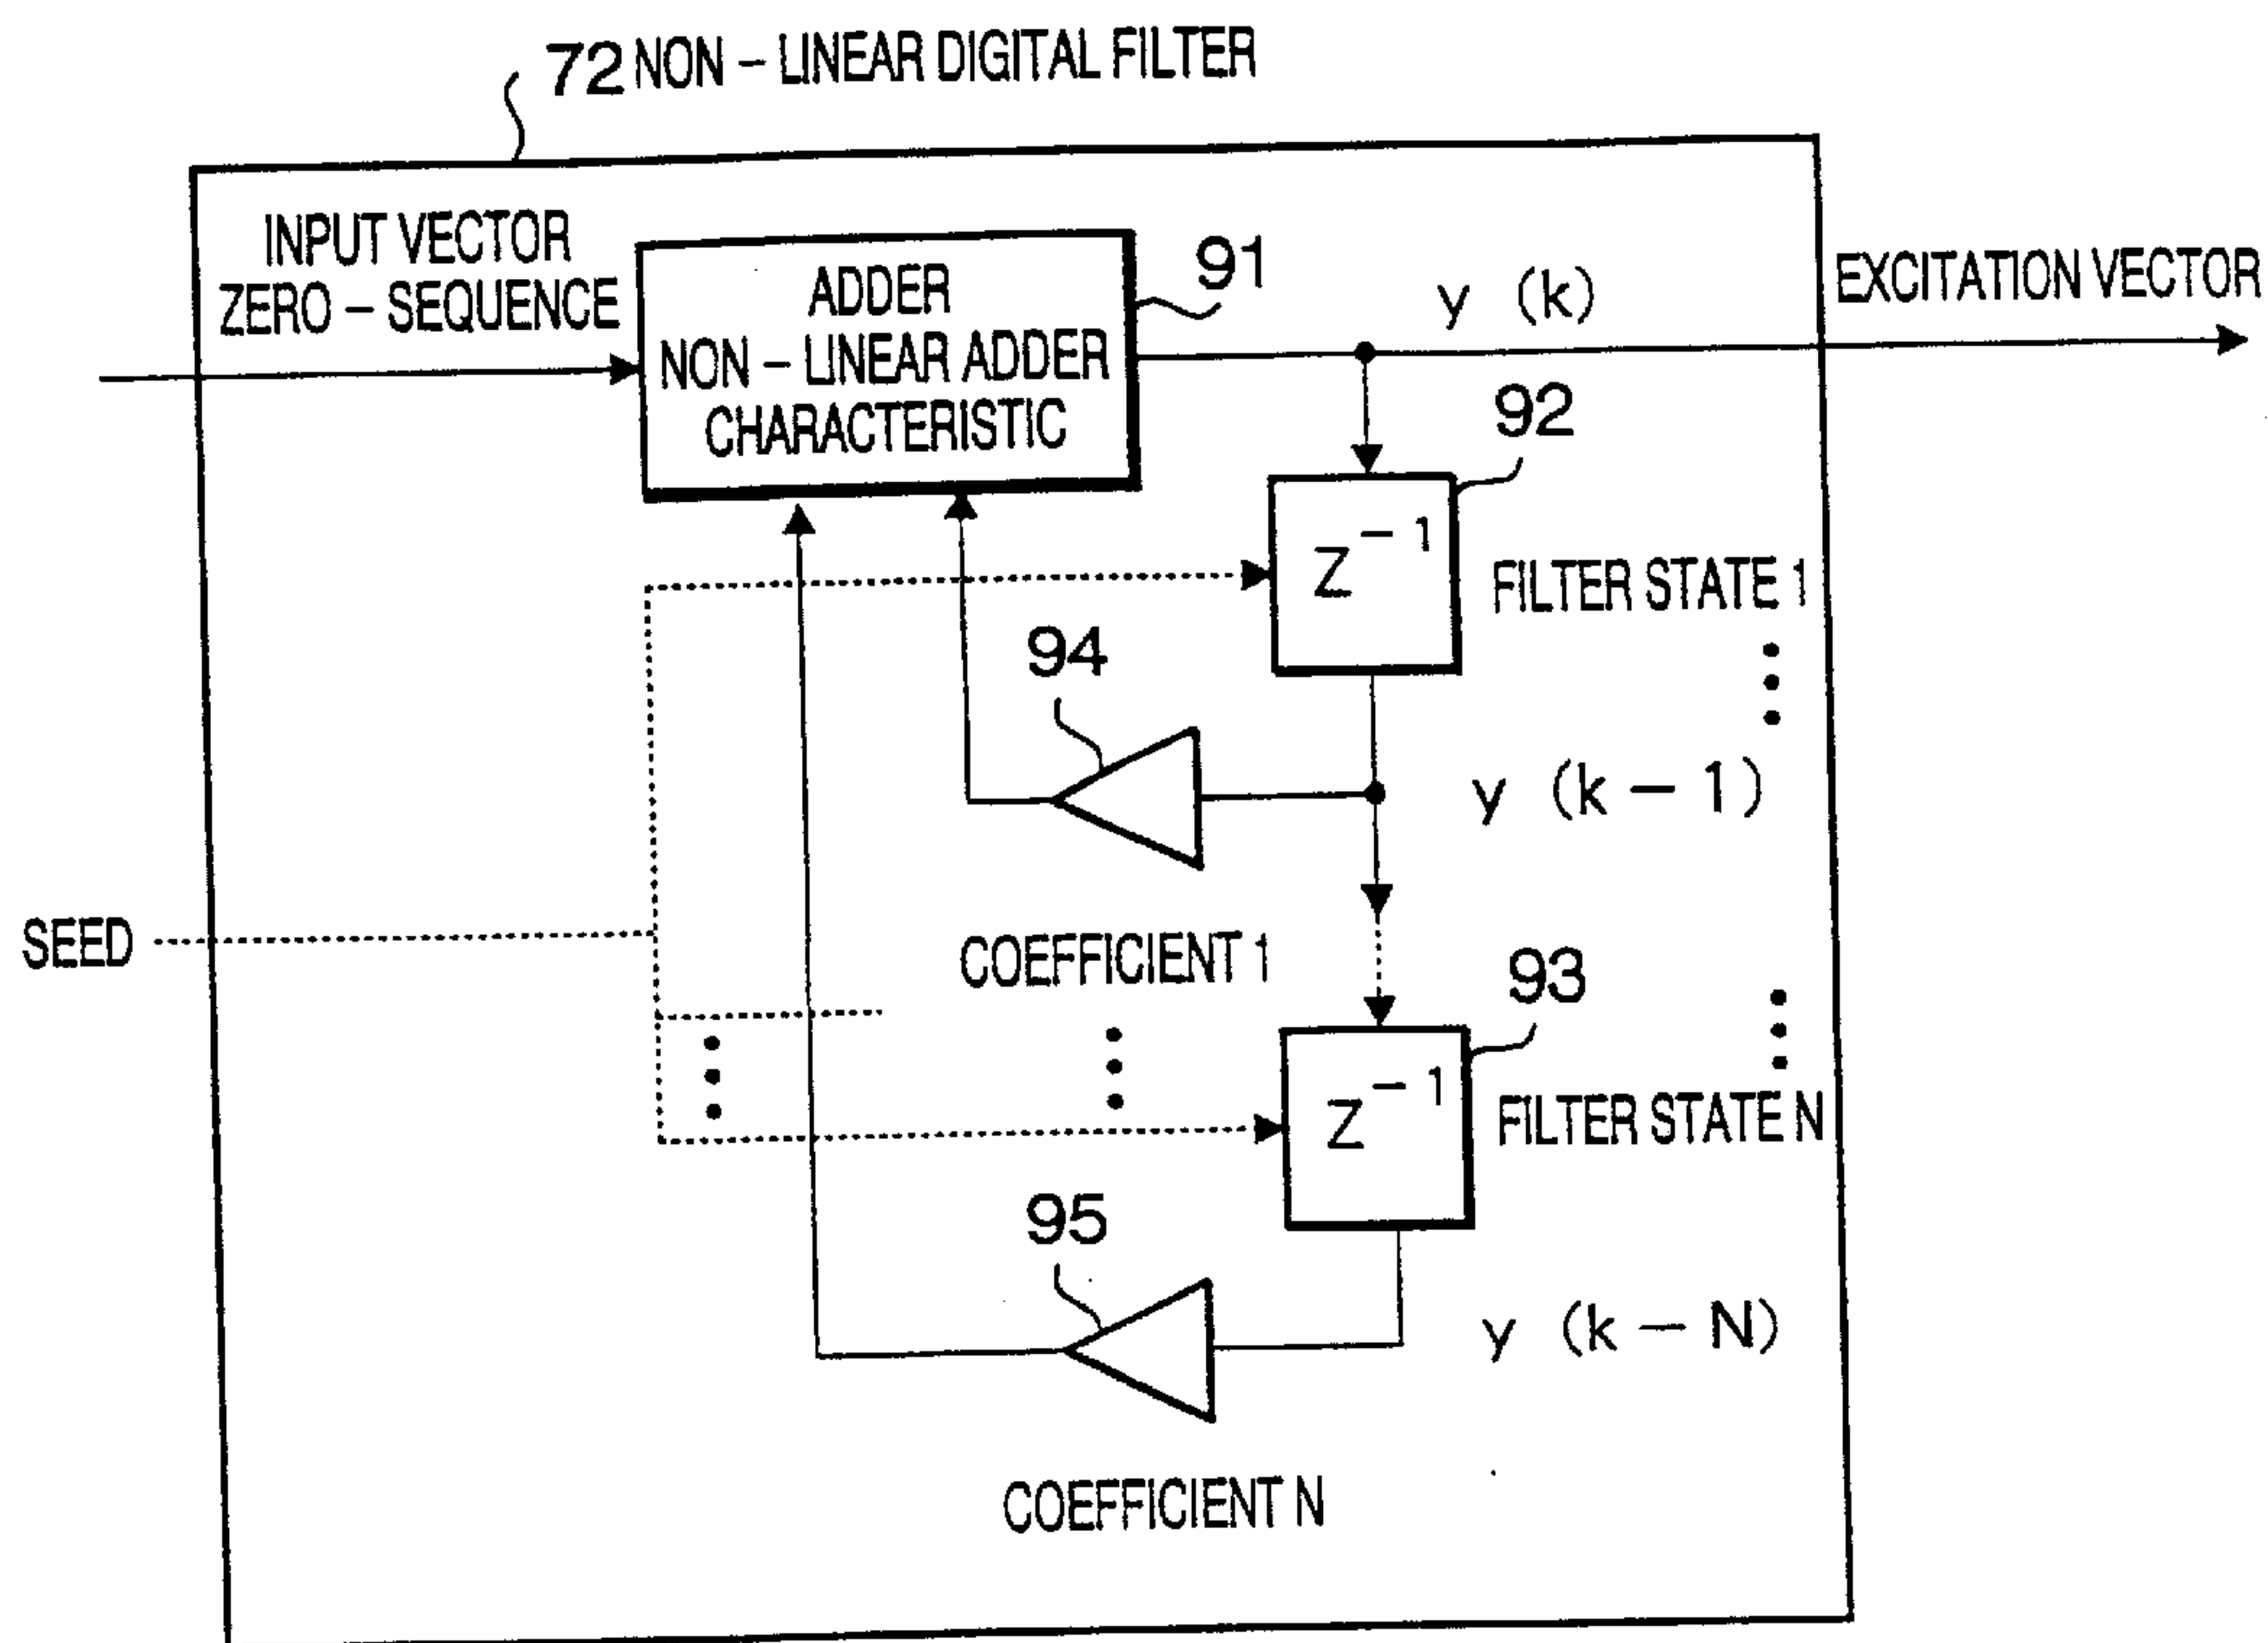 72 NON – LINEAR DIGITAL FILTER
INPUT VECTOR
ZERO – SEQUENCE
ADDER
NON – LINEAR ADDER
CHARACTERISTIC
91
y (k)
EXCITATION VECTOR
92
Z⁻¹
FILTER STATE 1
94
y (k – 1)
SEED
COEFFICIENT 1
93
Z⁻¹
FILTER STATE N
95
y (k – N)
COEFFICIENT N